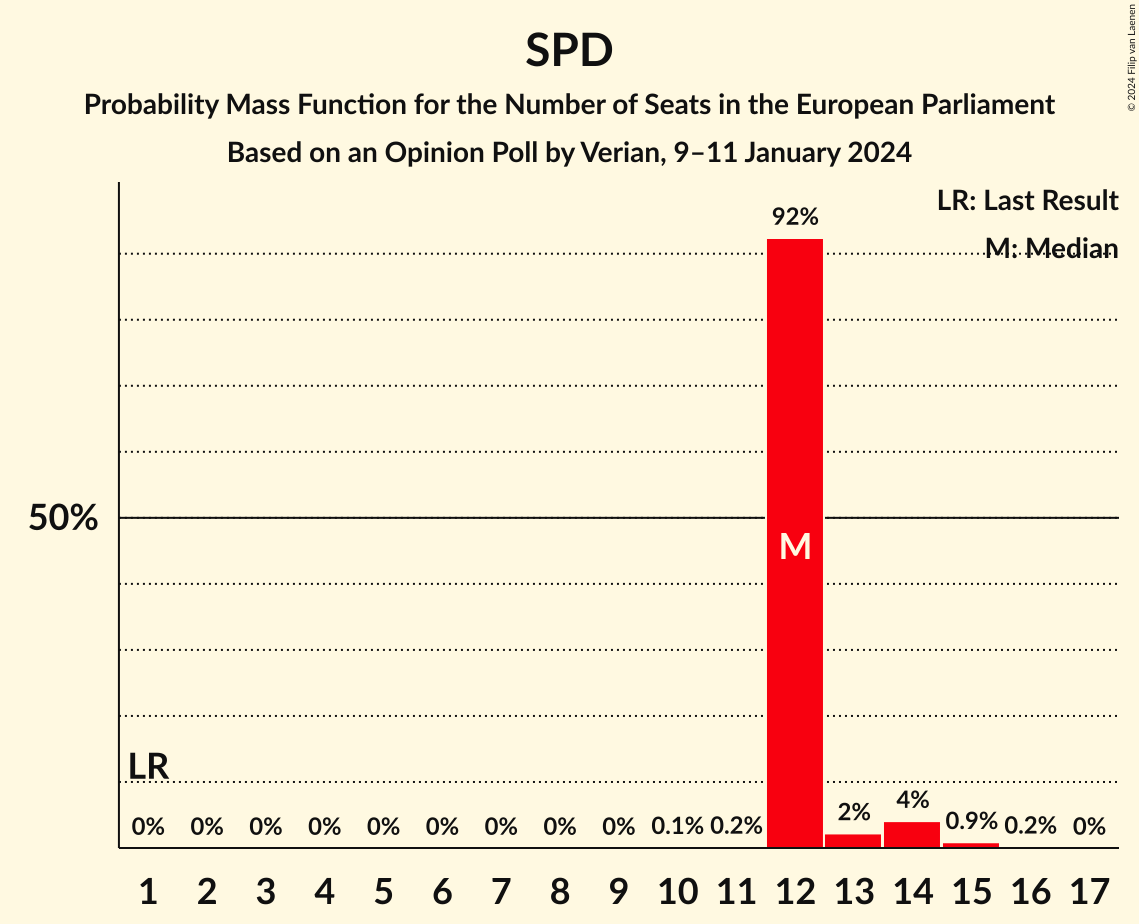 SPD
Probability Mass Function for the Number of Seats in the European Parliament
Based on an Opinion Poll by Verian, 9–11 January 2024
© 2024 Filip van Laenen
LR: Last Result
M: Median
92%
50%
M
LR
0% 0% 0% 0% 0% 0% 0% 0% 0% 0.1% 0.2% 2% 4% 0.9% 0.2% 0%
1 2 3 4 5 6 7 8 9 10 11 12 13 14 15 16 17